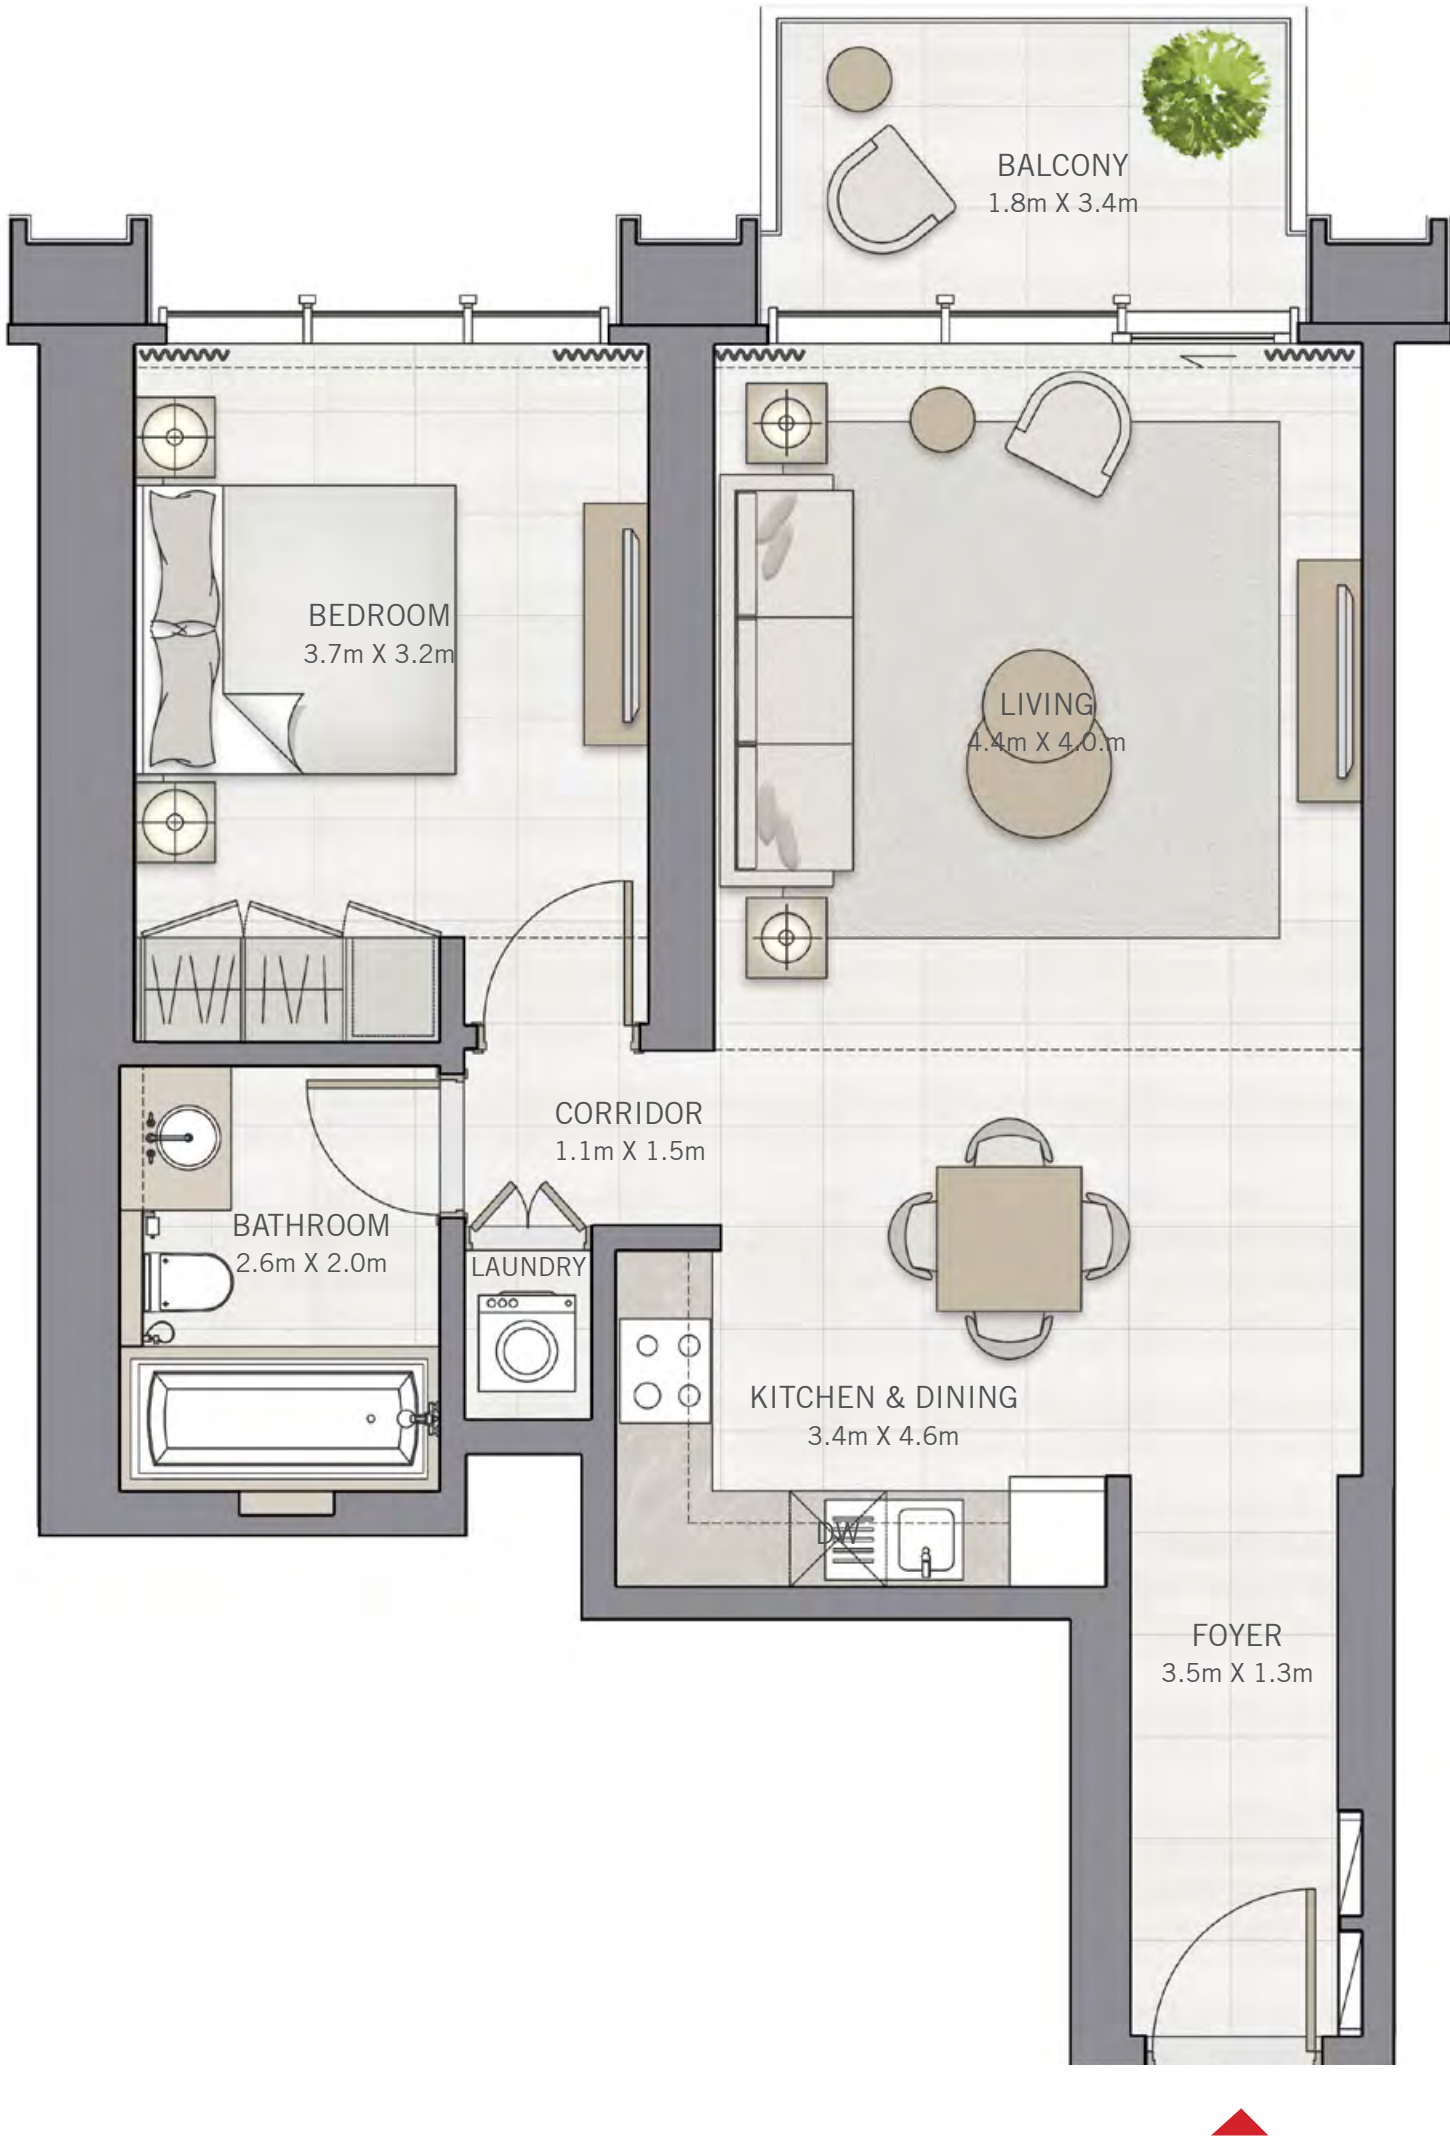 BALCONY
1.8m X 3.4m
BEDROOM
3.7m X 3.2m
LIVING
4.4m X 4.0.m
CORRIDOR
1.1m X 1.5m
BATHROOM
2.6m X 2.0m
LAUNDRY
KITCHEN & DINING
3.4m X 4.6m
DW
FOYER
3.5m X 1.3m